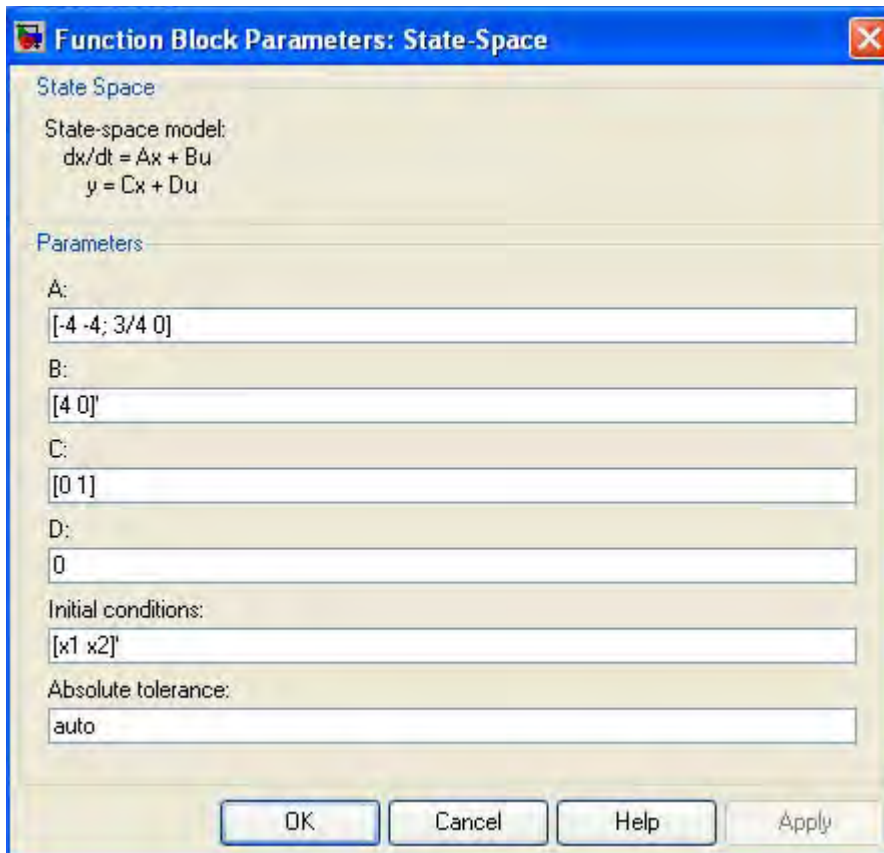 Function Block Parameters: State-Space
State Space
State-space model:
dx/dt = Ax + Bu
y = Cx + Du
Parameters
A:
[-4 -4; 3/4 0]
B:
[4 0]'
C:
[0 1]
D:
0
Initial conditions:
[x1 x2]'
Absolute tolerance:
auto
OK Cancel Help Apply